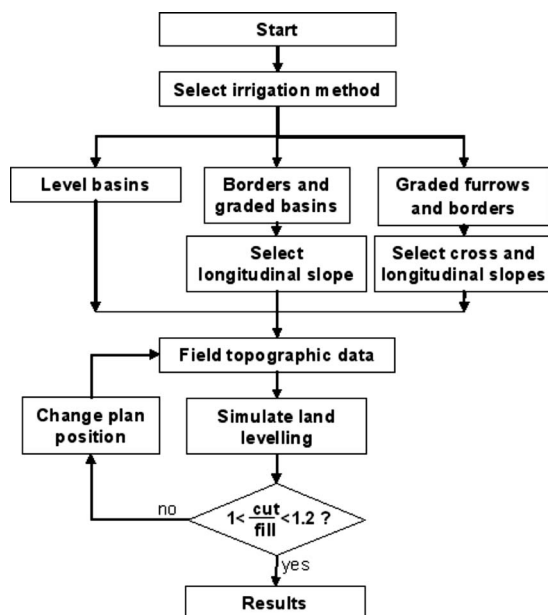 Start
Select irrigation method
Level basins
Borders and
graded basins
Graded furrows
and borders
Select
longitudinal slope
Select cross and
longitudinal slopes
Field topographic data
Change plan
position
Simulate land
levelling
no
1< cut/fill <1.2 ?
yes
Results